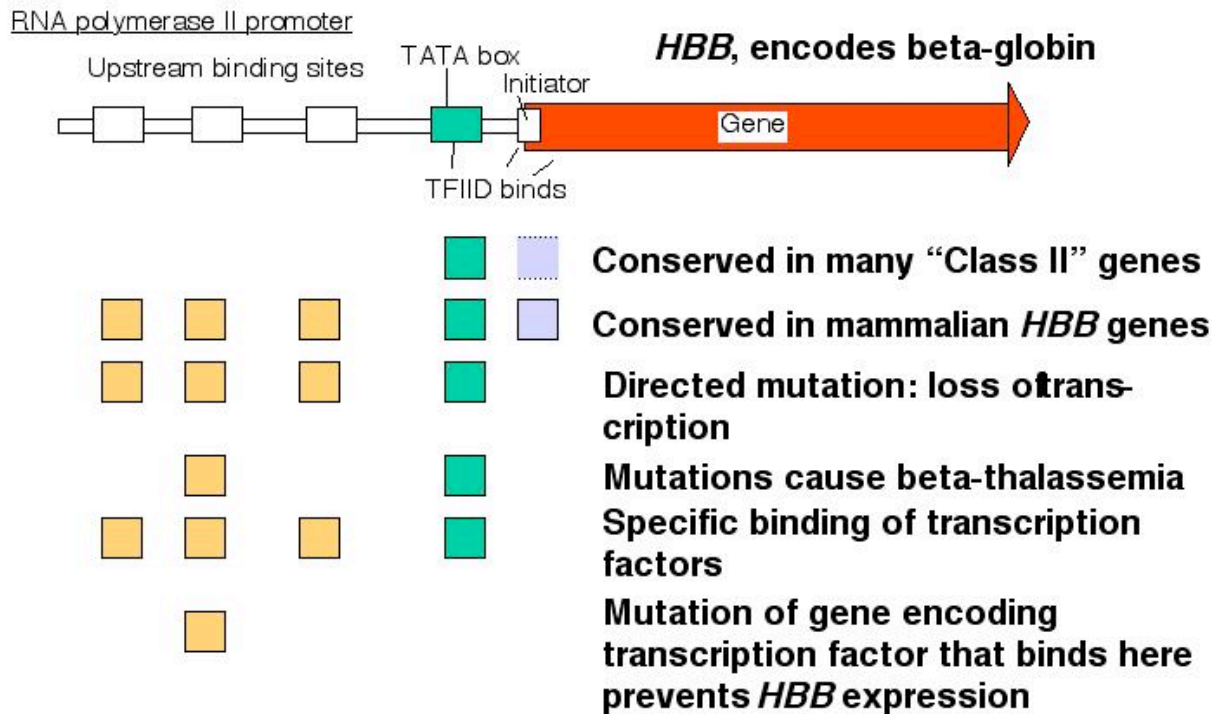 RNA polymerase II promoter
Upstream binding sites
TATA box
Initiator
HBB, encodes beta-globin
Gene
TFIID binds
Conserved in many “Class II” genes
Conserved in mammalian HBB genes
Directed mutation: loss of trans-
cription
Mutations cause beta-thalassemia
Specific binding of transcription
factors
Mutation of gene encoding
transcription factor that binds here
prevents HBB expression